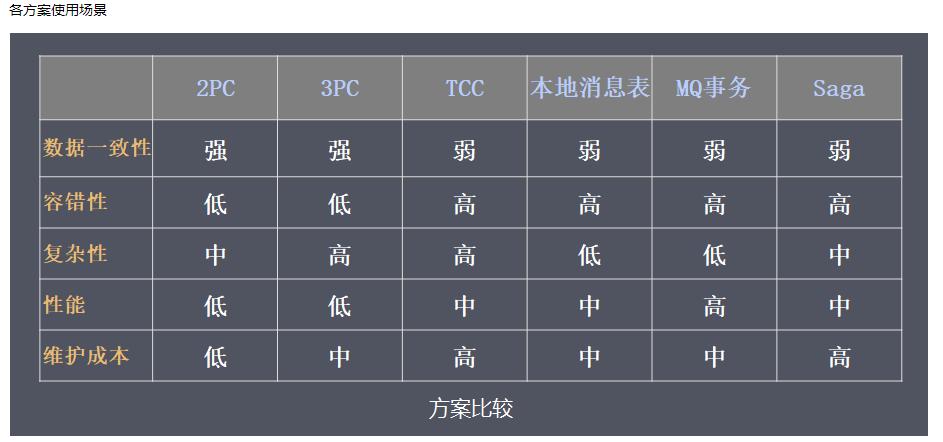 各方案使用场景
2PC 3PC TCC 本地消息表 MQ事务 Saga
数据一致性 强 强 弱 弱 弱 弱
容错性 低 低 高 高 高 高
复杂性 中 高 高 低 低 中
性能 低 低 中 中 高 中
维护成本 低 中 高 中 中 高
方案比较